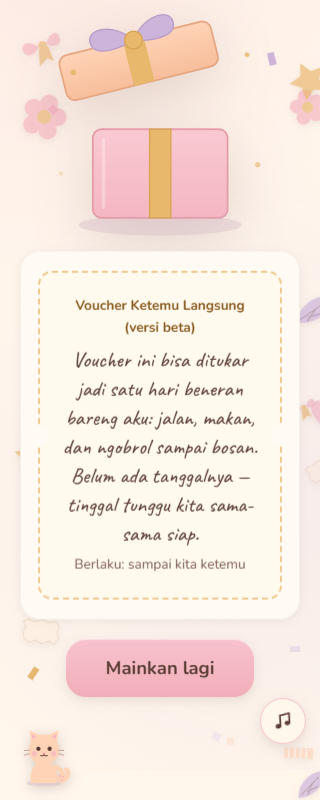 Voucher Ketemu Langsung
(versi beta)
Voucher ini bisa ditukar
jadi satu hari beneran
bareng aku: jalan, makan,
dan ngobrol sampai bosan.
Belum ada tanggalnya —
tinggal tunggu kita sama-
sama siap.
Berlaku: sampai kita ketemu
Mainkan lagi